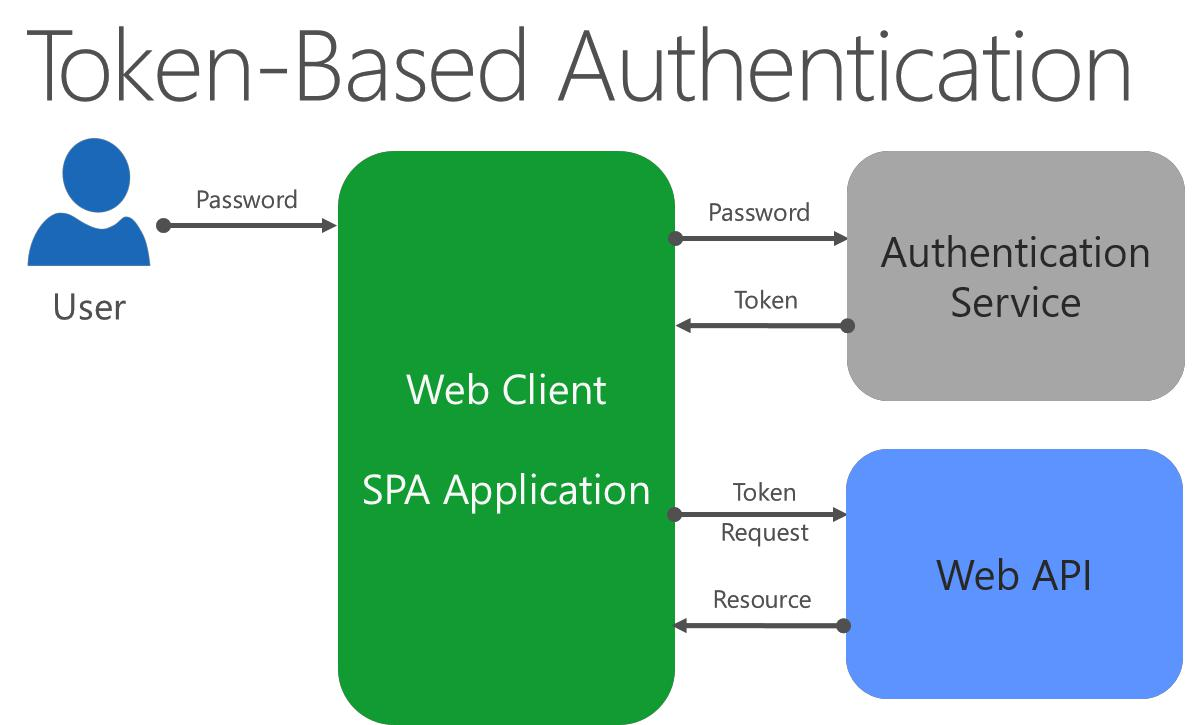 Token-Based Authentication
Password
User
Web Client
SPA Application
Password
Token
Authentication
Service
Token
Request
Resource
Web API